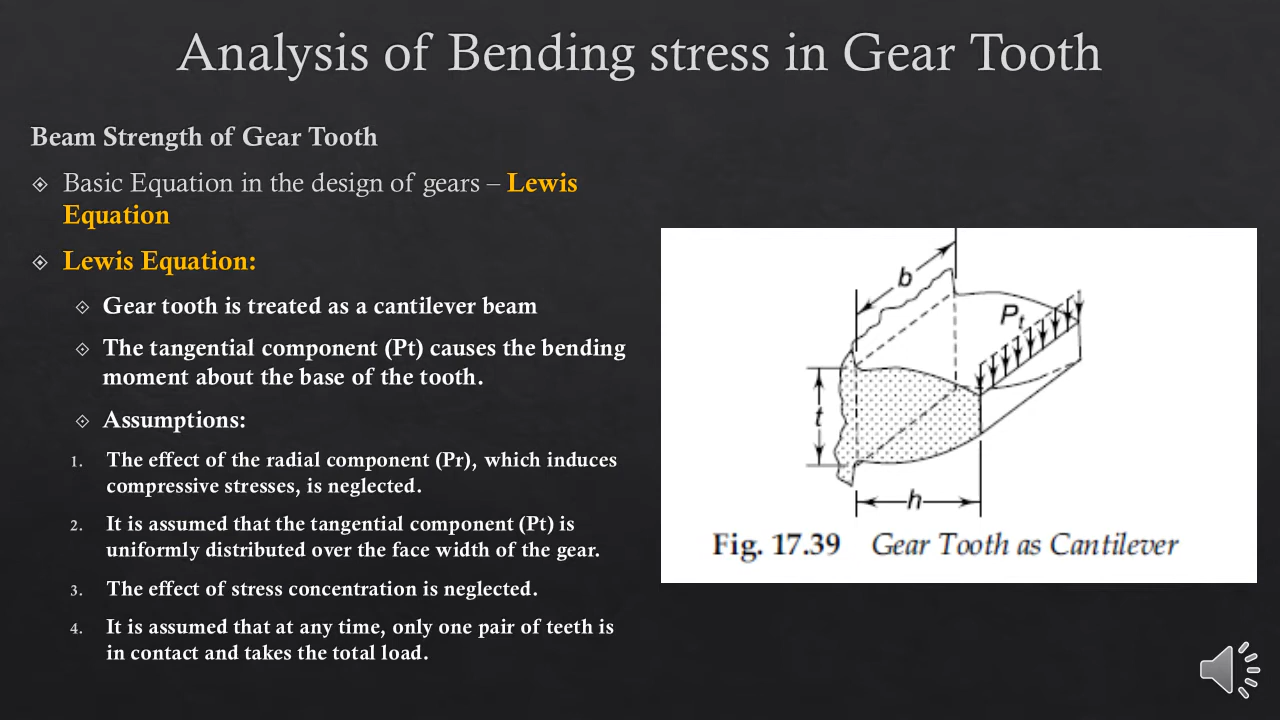 Analysis of Bending stress in Gear Tooth
Beam Strength of Gear Tooth
Basic Equation in the design of gears – Lewis
Equation
Lewis Equation:
Gear tooth is treated as a cantilever beam
The tangential component (Pt) causes the bending
moment about the base of the tooth.
Assumptions:
1. The effect of the radial component (Pr), which induces
compressive stresses, is neglected.
2. It is assumed that the tangential component (Pt) is
uniformly distributed over the face width of the gear.
3. The effect of stress concentration is neglected.
4. It is assumed that at any time, only one pair of teeth is
in contact and takes the total load.
b
Pt
t
h
Fig. 17.39 Gear Tooth as Cantilever